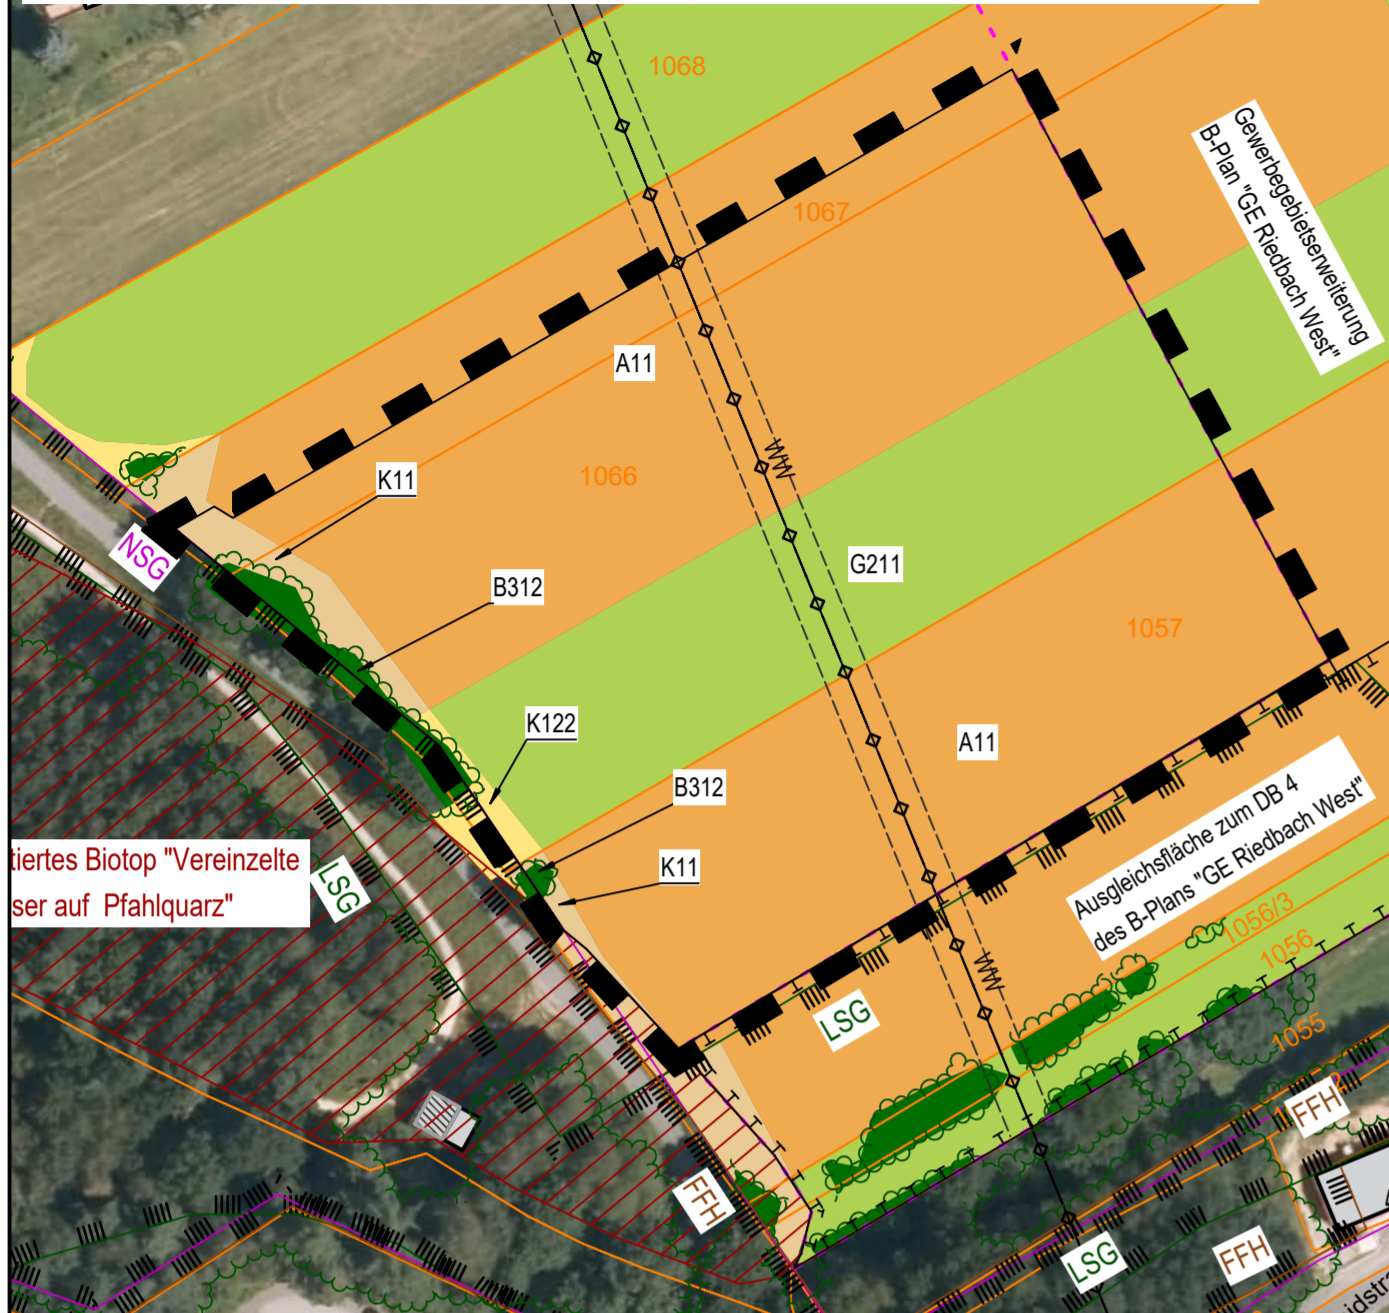 1068
1067
Gewerbegebietserweiterung
B-Plan "GE Riedbach West"
A11
1066
K11
NSG
G211
B312
1057
K122
A11
B312
K11
tiertes Biotop "Vereinzelte
ser auf Pfahlquarz"
LSG
Ausgleichsfläche zum DB 4
des B-Plans "GE Riedbach West"
1056/3
1056
LSG
1055
FFH
FFH
LSG
FFH
dstr